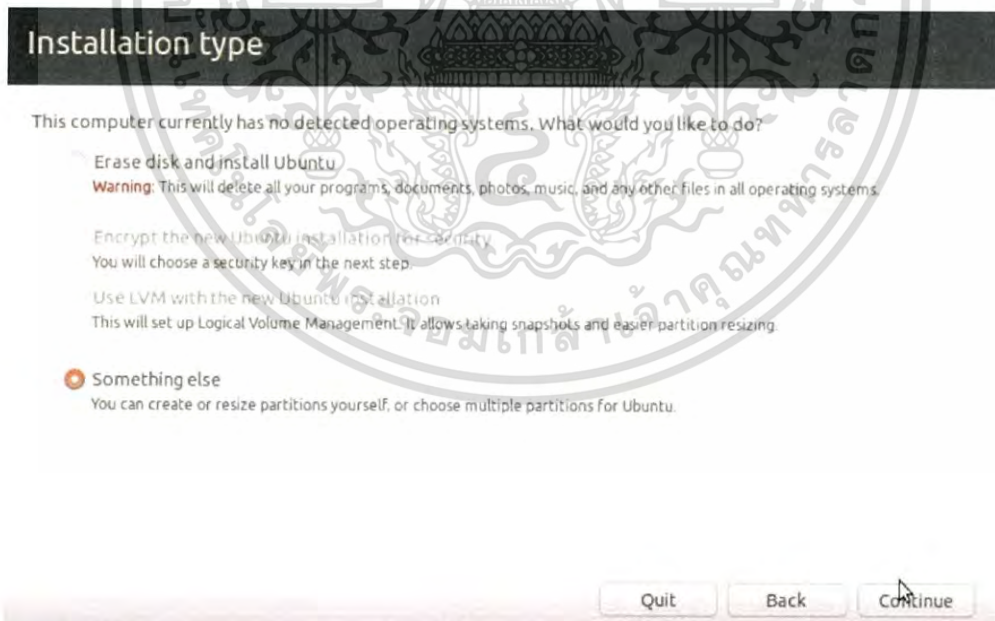 Installation type
This computer currently has no detected operating systems. What would you like to do?
Erase disk and install Ubuntu
Warning: This will delete all your programs, documents, photos, music, and any other files in all operating systems.
Encrypt the new Ubuntu installation for security
You will choose a security key in the next step.
Use LVM with the new Ubuntu installation
This will set up Logical Volume Management. It allows taking snapshots and easier partition resizing.
Something else
You can create or resize partitions yourself, or choose multiple partitions for Ubuntu.
Quit
Back
Continue